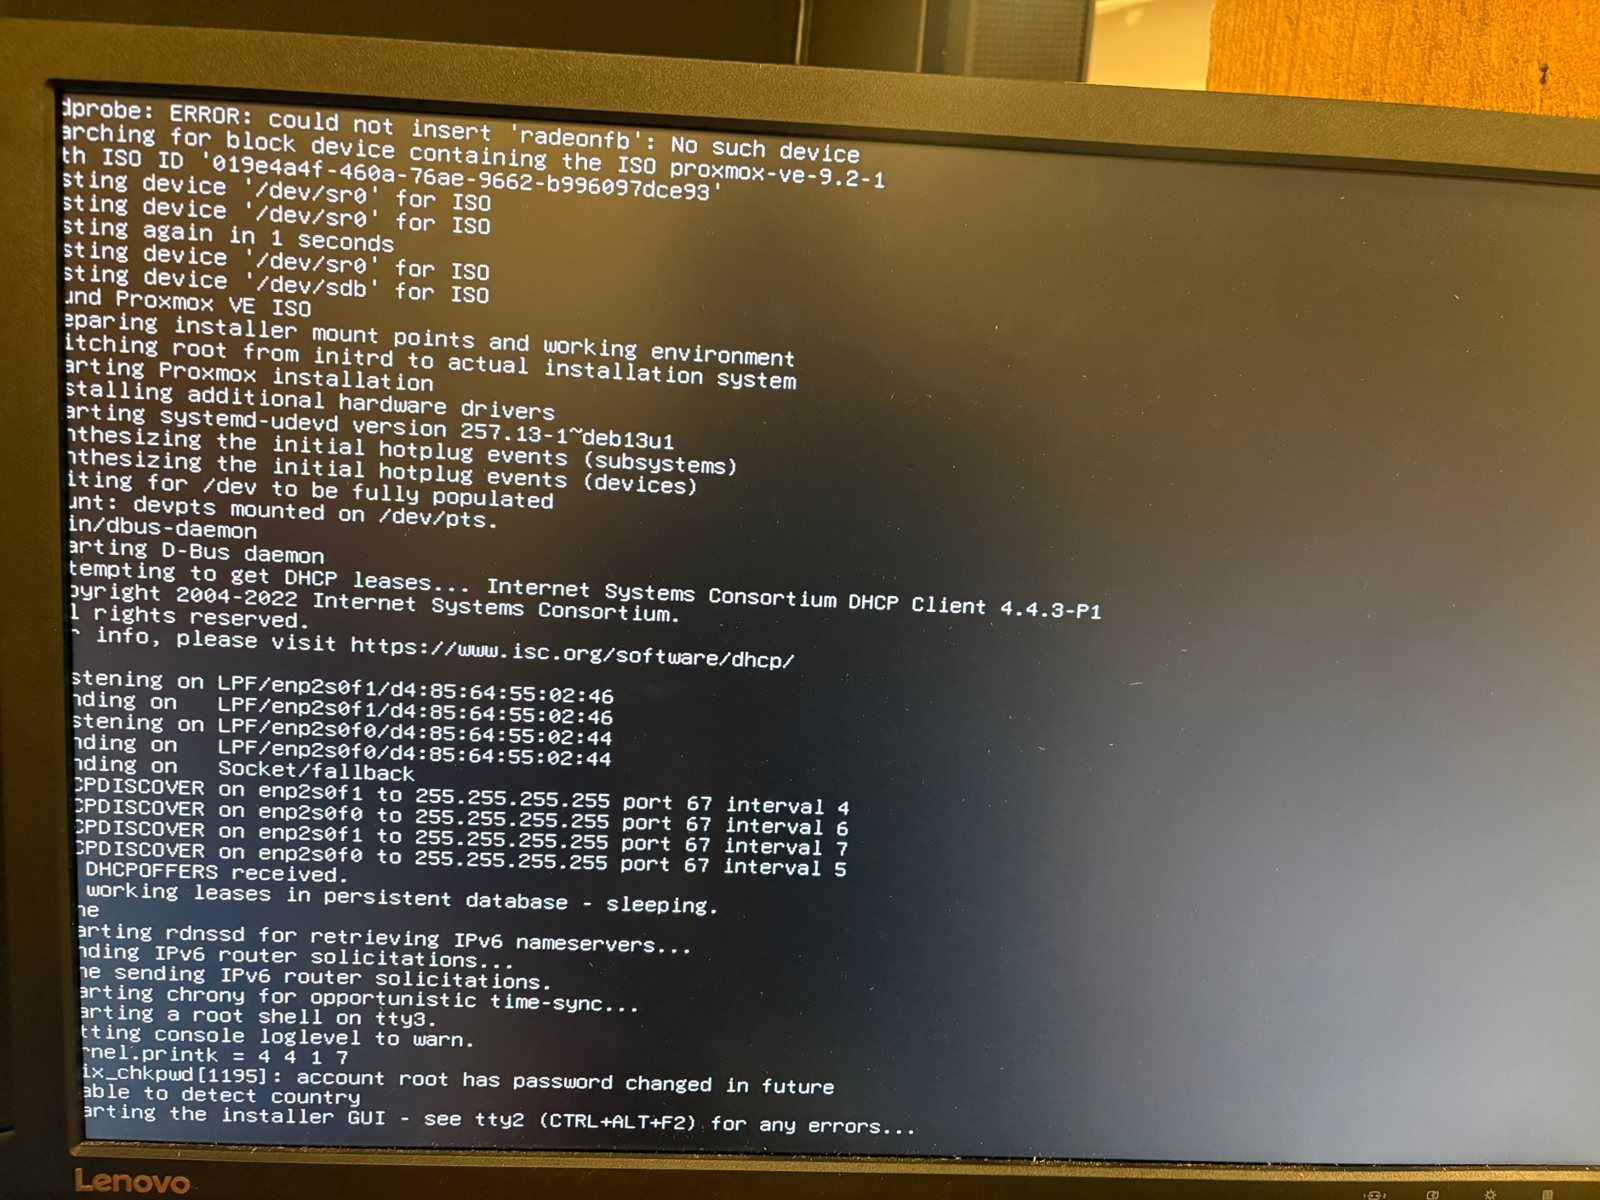 dprobe: ERROR: could not insert 'radeonfb': No such device
arching for block device containing the ISO proxmox-ve-9.2-1
th ISO ID '019e4a4f-460a-76ae-9662-b996097dce93'
sting device '/dev/sr0' for ISO
sting device '/dev/sr0' for ISO
sting again in 1 seconds
sting device '/dev/sr0' for ISO
sting device '/dev/sdb' for ISO
und Proxmox VE ISO
eparing installer mount points and working environment
itching root from initrd to actual installation system
arting Proxmox installation
stalling additional hardware drivers
arting systemd-udevd version 257.13-1~deb13u1
nthesizing the initial hotplug events (subsystems)
nthesizing the initial hotplug events (devices)
iting for /dev to be fully populated
unt: devpts mounted on /dev/pts.
in/dbus-daemon
arting D-Bus daemon
tempting to get DHCP leases... Internet Systems Consortium DHCP Client 4.4.3-P1
pyright 2004-2022 Internet Systems Consortium.
l rights reserved.
r info, please visit https://www.isc.org/software/dhcp/
stening on LPF/enp2s0f1/d4:85:64:55:02:46
nding on LPF/enp2s0f1/d4:85:64:55:02:46
stening on LPF/enp2s0f0/d4:85:64:55:02:44
nding on LPF/enp2s0f0/d4:85:64:55:02:44
nding on Socket/fallback
CPDISCOVER on enp2s0f1 to 255.255.255.255 port 67 interval 4
CPDISCOVER on enp2s0f0 to 255.255.255.255 port 67 interval 6
CPDISCOVER on enp2s0f1 to 255.255.255.255 port 67 interval 7
CPDISCOVER on enp2s0f0 to 255.255.255.255 port 67 interval 5
DHCPOFFERS received.
working leases in persistent database - sleeping.
ne
arting rdnssd for retrieving IPv6 nameservers...
nding IPv6 router solicitations...
ne sending IPv6 router solicitations.
arting chrony for opportunistic time-sync...
arting a root shell on tty3.
tting console loglevel to warn.
rnel.printk = 4 4 1 7
ix_chkpwd[1195]: account root has password changed in future
able to detect country
arting the installer GUI - see tty2 (CTRL+ALT+F2) for any errors...
Lenovo